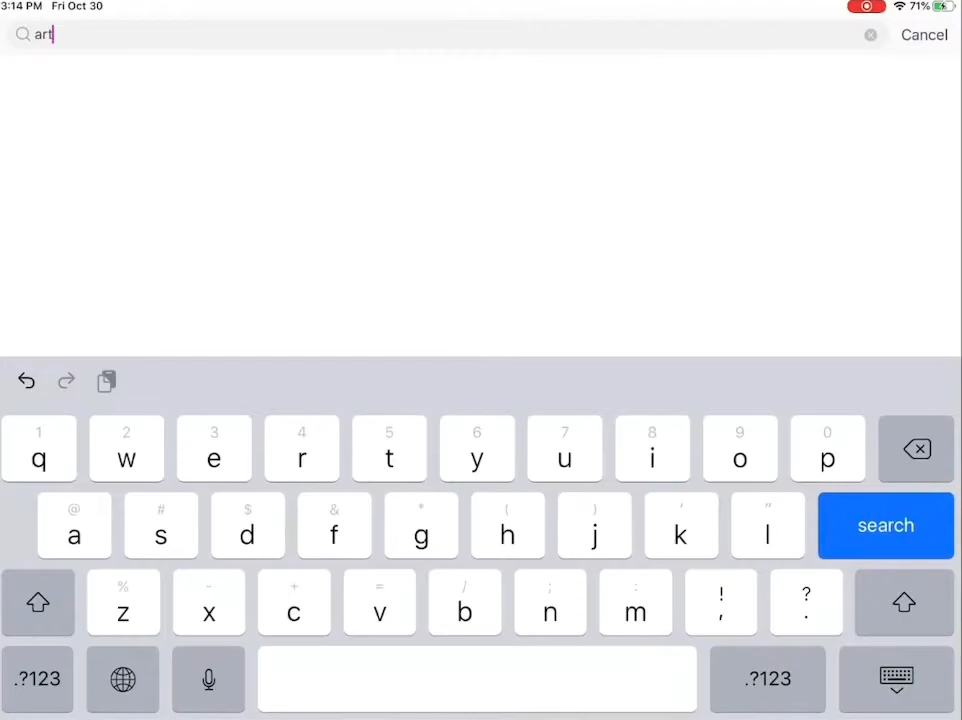 3:14 PM Fri Oct 30 71%
art Cancel
1 2 3 4 5 6 7 8 9 0
q w e r t y u i o p
@ # $ & * ( ) ' "
a s d f g h j k l search
% - + = / ; : ! ?
z x c v b n m , .
.?123 .?123